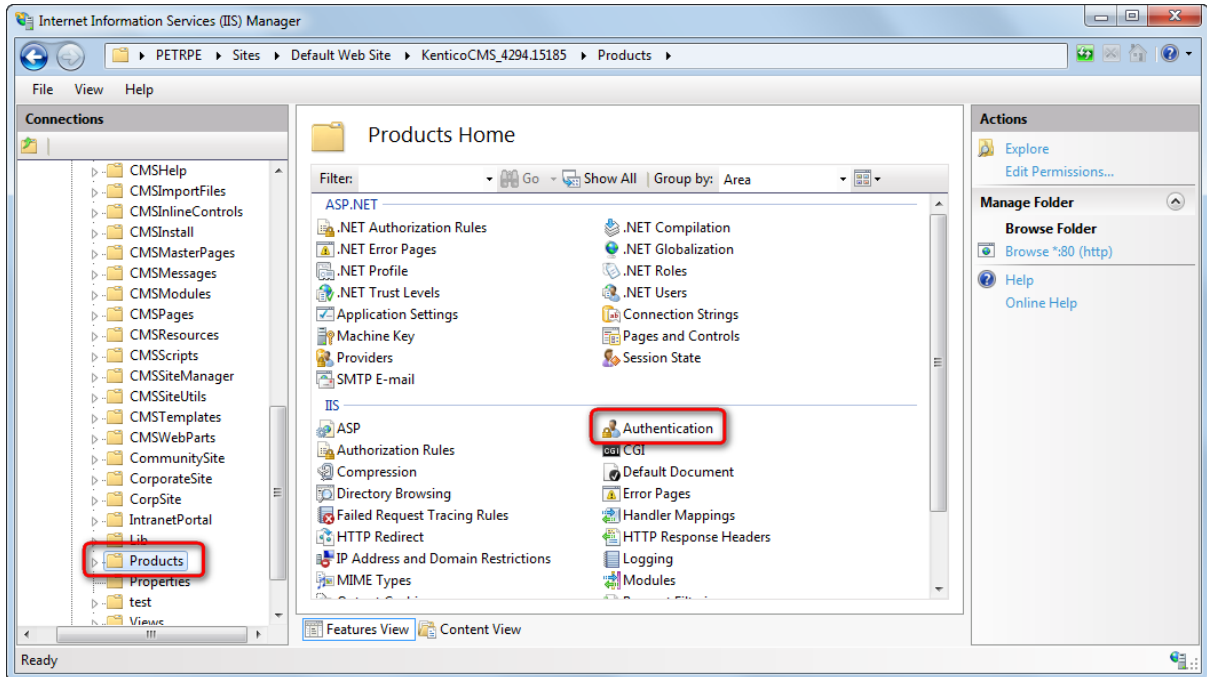 Internet Information Services (IIS) Manager
PETRPE Sites Default Web Site KenticoCMS_4294.15185 Products
File View Help
Connections
CMSHelp
CMSImportFiles
CMSInlineControls
CMSInstall
CMSMasterPages
CMSMessages
CMSModules
CMSPages
CMSResources
CMSScripts
CMSSiteManager
CMSSiteUtils
CMSTemplates
CMSWebParts
CommunitySite
CorporateSite
CorpSite
IntranetPortal
Lib
Products
Properties
test
Views
Products Home
Filter: Go Show All Group by: Area
ASP.NET
.NET Authorization Rules .NET Compilation
.NET Error Pages .NET Globalization
.NET Profile .NET Roles
.NET Trust Levels .NET Users
Application Settings Connection Strings
Machine Key Pages and Controls
Providers Session State
SMTP E-mail
IIS
ASP Authentication
Authorization Rules CGI
Compression Default Document
Directory Browsing Error Pages
Failed Request Tracing Rules Handler Mappings
HTTP Redirect HTTP Response Headers
IP Address and Domain Restrictions Logging
MIME Types Modules
Features View Content View
Actions
Explore
Edit Permissions...
Manage Folder
Browse Folder
Browse *:80 (http)
Help
Online Help
Ready